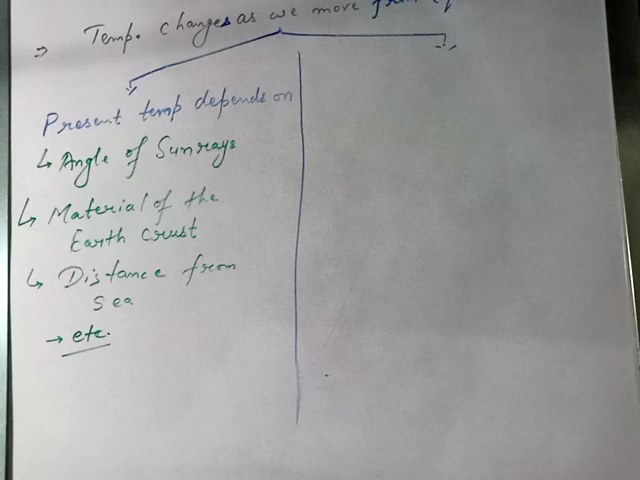 ⇒ Temp. changes as we move from
Present temp depends on
↳ Angle of Sunrays
↳ Material of the
Earth crust
↳ Distance from
Sea
→ etc.